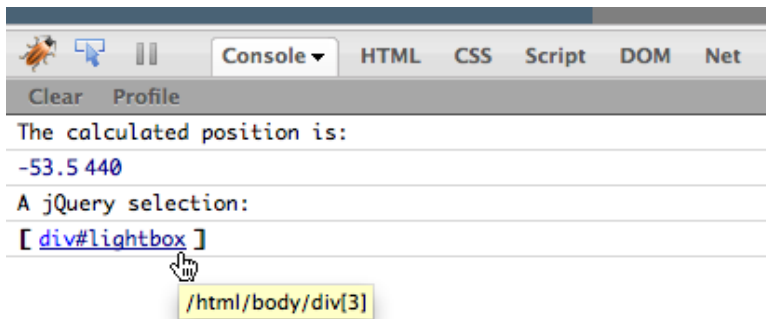 Console HTML CSS Script DOM Net
Clear Profile
The calculated position is:
-53.5 440
A jQuery selection:
[ div#lightbox ]
/html/body/div[3]